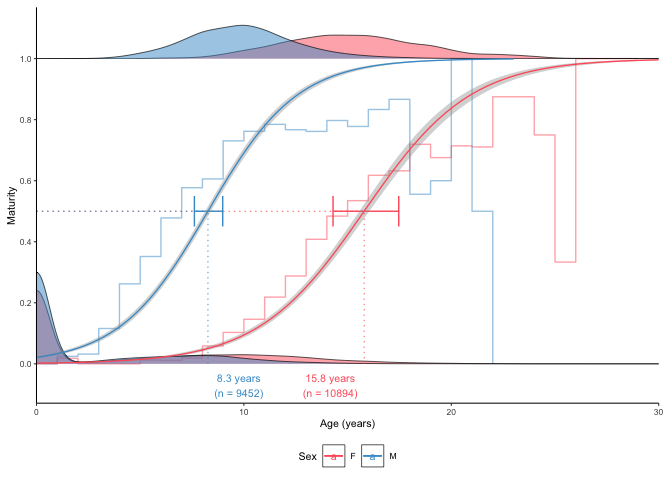 1.0
0.8
0.6
0.4
0.2
0.0
Maturity
8.3 years
(n = 9452)
15.8 years
(n = 10894)
0
10
20
30
Age (years)
Sex a F a M